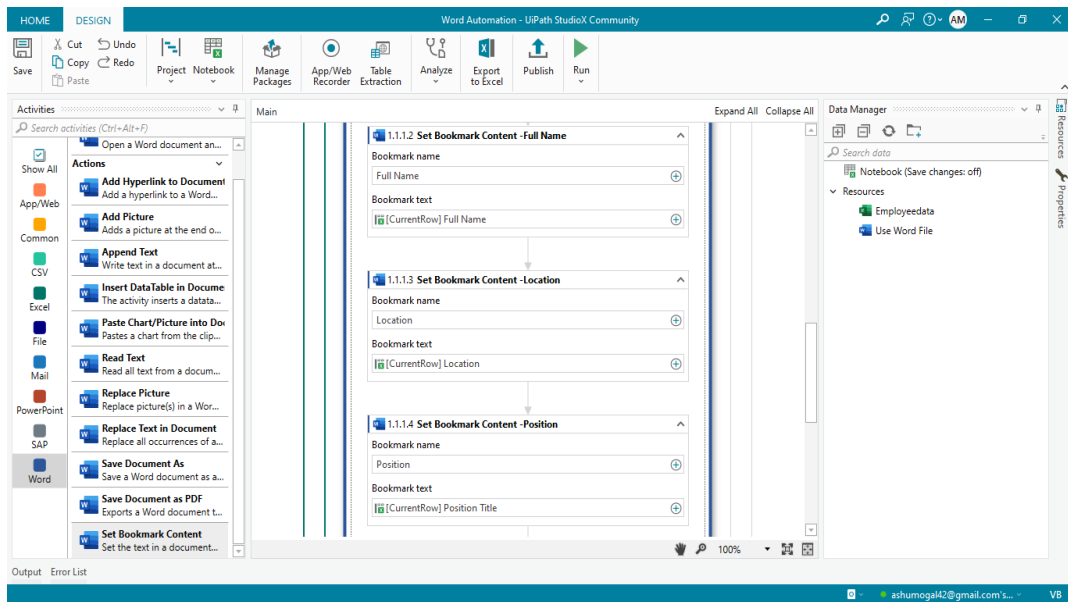 HOME
DESIGN
Word Automation - UiPath StudioX Community
AM
Save
Cut
Copy
Paste
Undo
Redo
Project
Notebook
Manage
Packages
App/Web
Recorder
Table
Extraction
Analyze
Export
to Excel
Publish
Run
Activities
Search activities (Ctrl+Alt+F)
Show All
App/Web
Common
CSV
Excel
File
Mail
PowerPoint
SAP
Word
Open a Word document an...
Actions
Add Hyperlink to Document
Add a hyperlink to a Word...
Add Picture
Adds a picture at the end o...
Append Text
Write text in a document at...
Insert DataTable in Docume
The activity inserts a datata...
Paste Chart/Picture into Do
Pastes a chart from the clip...
Read Text
Read all text from a docum...
Replace Picture
Replace picture(s) in a Wor...
Replace Text in Document
Replace all occurrences of a...
Save Document As
Save a Word document as a...
Save Document as PDF
Exports a Word document t...
Set Bookmark Content
Set the text in a document...
Main
Expand All
Collapse All
1.1.1.2 Set Bookmark Content -Full Name
Bookmark name
Full Name
Bookmark text
[CurrentRow] Full Name
1.1.1.3 Set Bookmark Content -Location
Bookmark name
Location
Bookmark text
[CurrentRow] Location
1.1.1.4 Set Bookmark Content -Position
Bookmark name
Position
Bookmark text
[CurrentRow] Position Title
100%
Data Manager
Search data
Notebook (Save changes: off)
Resources
Employeedata
Use Word File
Resources
Properties
Output
Error List
ashumogal42@gmail.com's...
VB